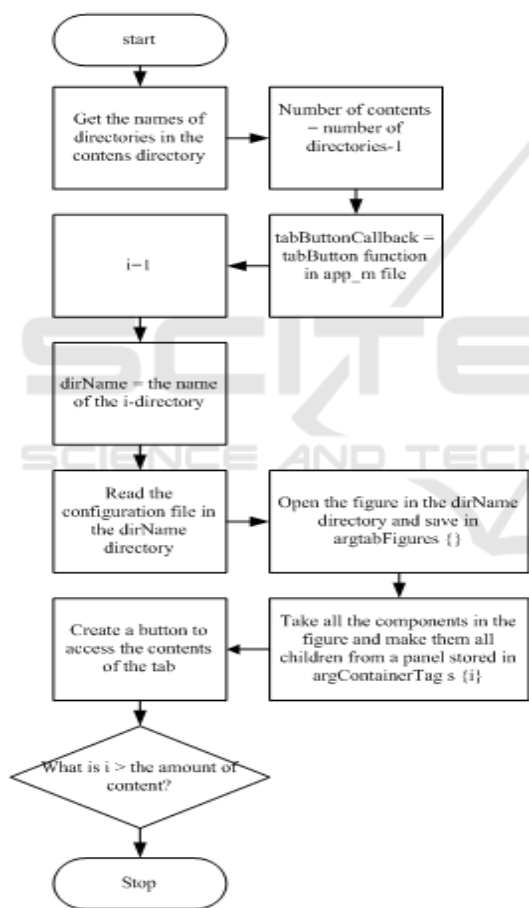 start
Get the names of
directories in the
contens directory
Number of contents
= number of
directories-1
tabButtonCallback =
tabButton function
in app_m file
i=1
dirName = the name
of the i-directory
Read the
configuration file in
the dirName
directory
Open the figure in the dirName
directory and save in
argtabFigures {}
Take all the components in the
figure and make them all
children from a panel stored in
argContainerTag s {i}
Create a button to
access the contents
of the tab
What is i > the amount of
content?
Stop
SCITE
SCIENCE AND TECH